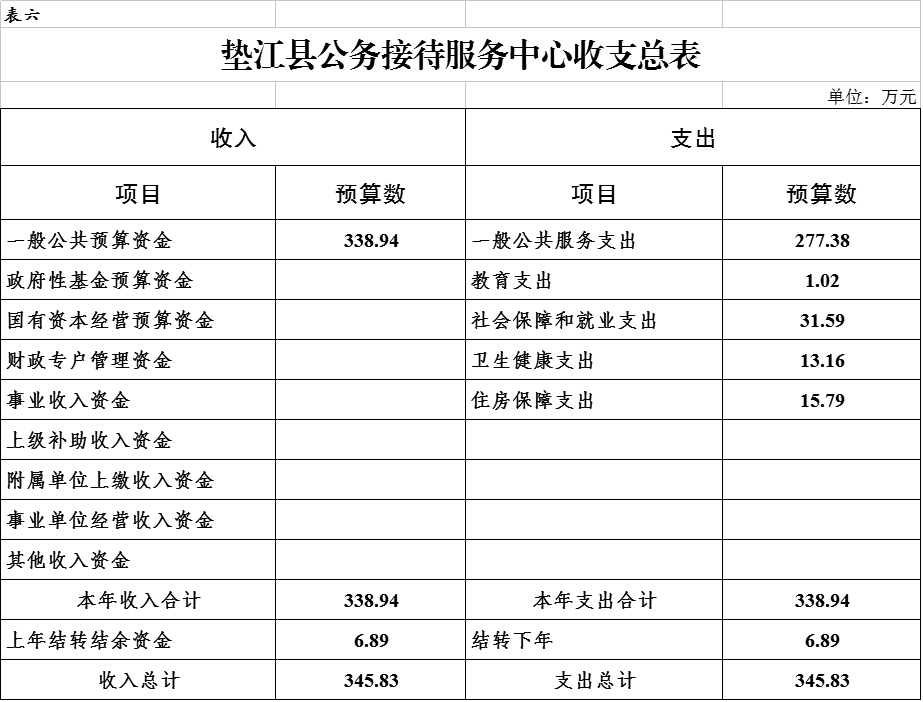 表六
垫江县公务接待服务中心收支总表
单位：万元
收入 支出
项目 预算数 项目 预算数
一般公共预算资金 338.94 一般公共服务支出 277.38
政府性基金预算资金 教育支出 1.02
国有资本经营预算资金 社会保障和就业支出 31.59
财政专户管理资金 卫生健康支出 13.16
事业收入资金 住房保障支出 15.79
上级补助收入资金
附属单位上缴收入资金
事业单位经营收入资金
其他收入资金
本年收入合计 338.94 本年支出合计 338.94
上年结转结余资金 6.89 结转下年 6.89
收入总计 345.83 支出总计 345.83